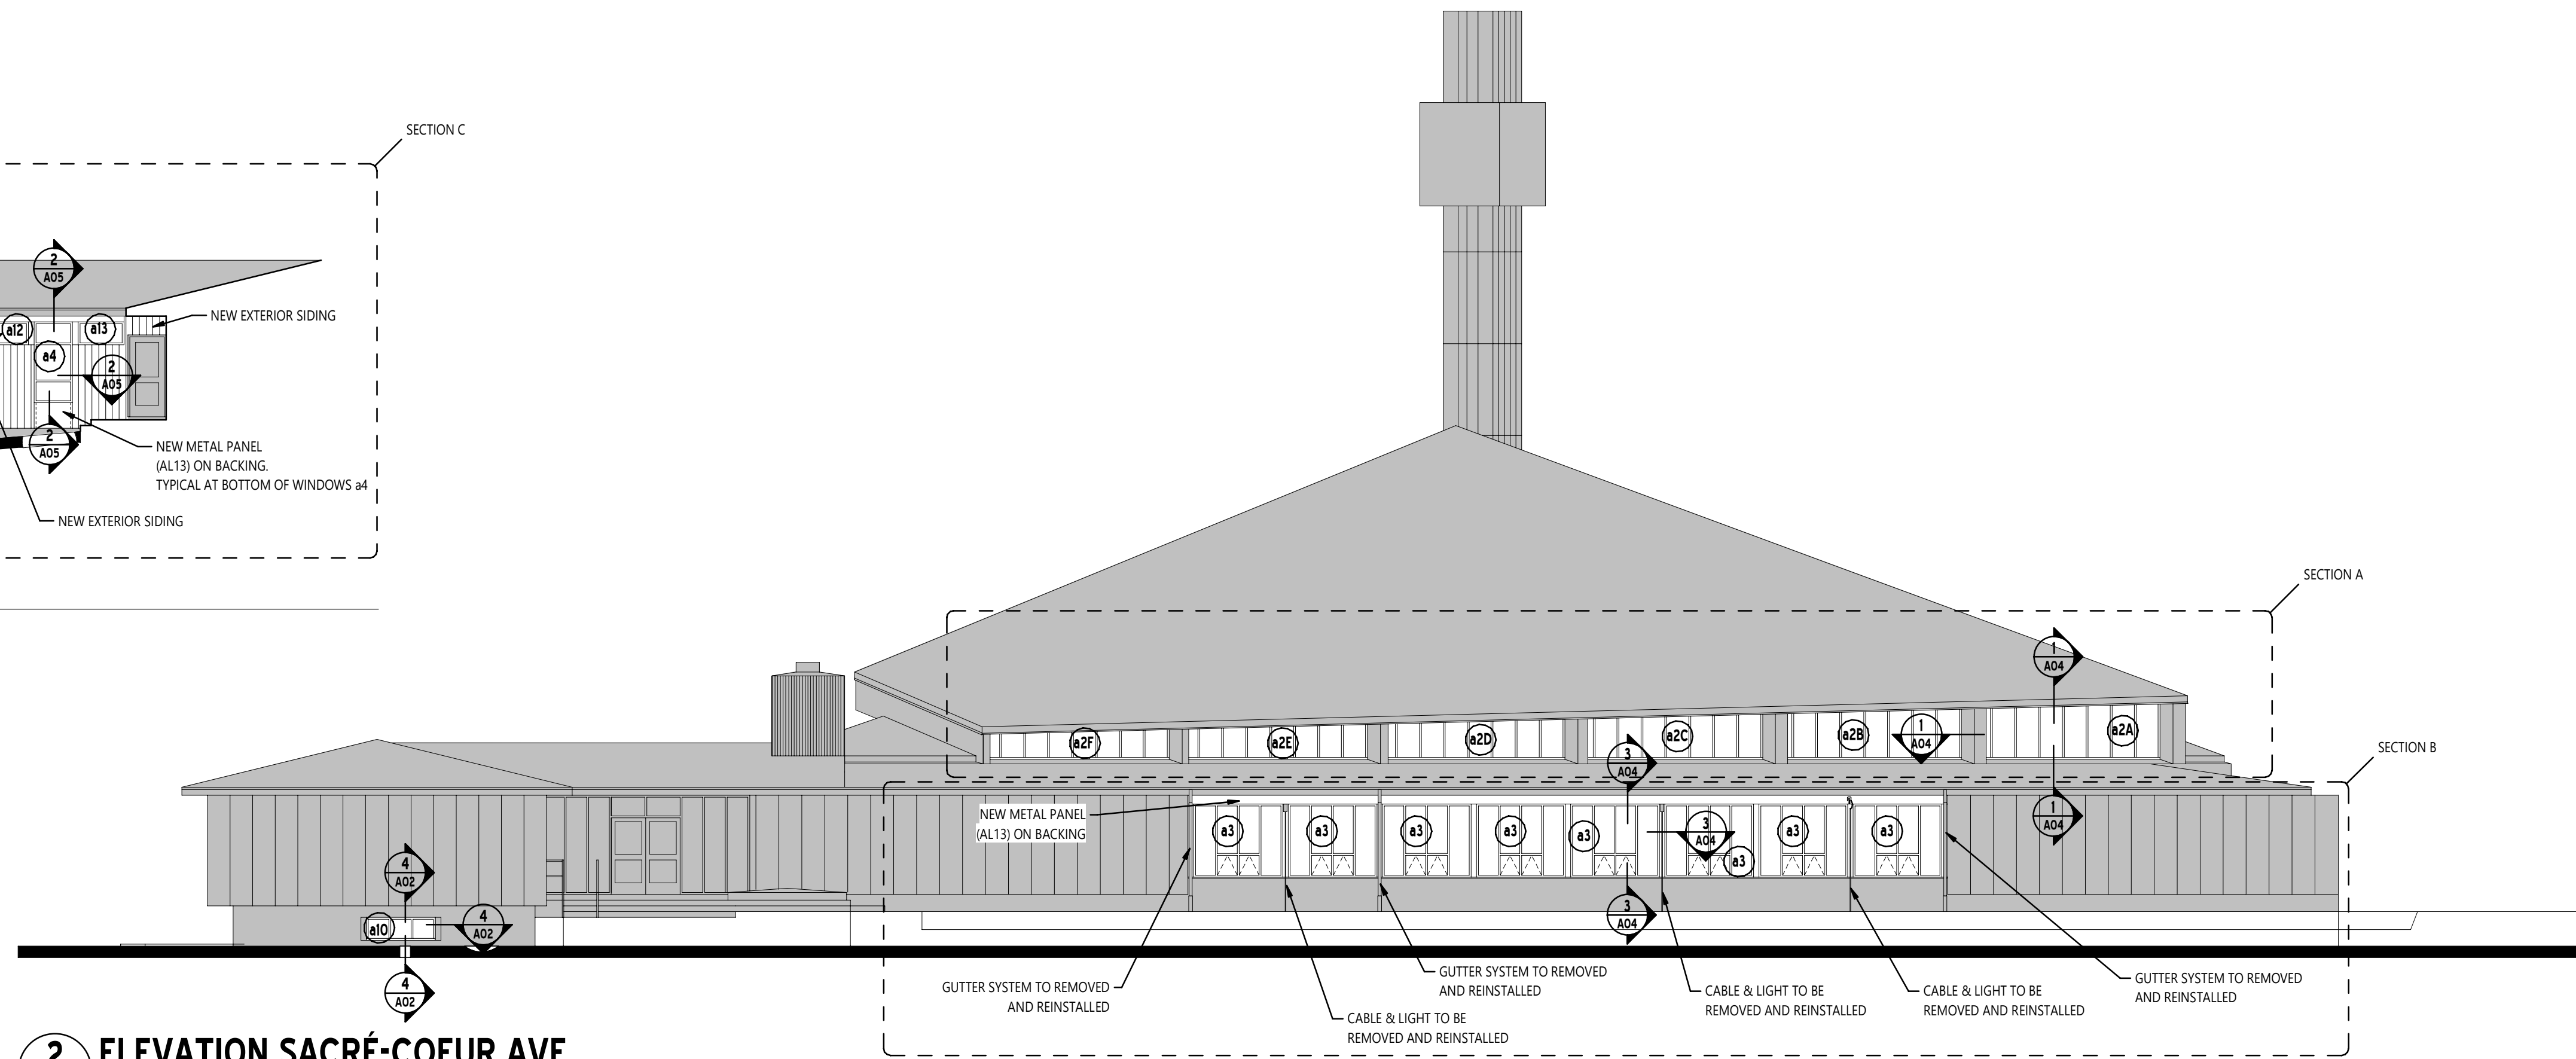 SECTION C
2
A05
NEW EXTERIOR SIDING
a12
a4
a13
2
A05
2
A05
NEW METAL PANEL
(AL13) ON BACKING.
TYPICAL AT BOTTOM OF WINDOWS a4
NEW EXTERIOR SIDING
SECTION A
1
A04
SECTION B
a2F
a2E
a2D
a2C
a2B
1
A04
a2A
3
A04
NEW METAL PANEL
(AL13) ON BACKING
a3
a3
a3
a3
a3
3
A04
a3
a3
a3
1
A04
4
A02
a10
4
A02
3
A04
4
A02
GUTTER SYSTEM TO REMOVED
AND REINSTALLED
CABLE & LIGHT TO BE
REMOVED AND REINSTALLED
GUTTER SYSTEM TO REMOVED
AND REINSTALLED
CABLE & LIGHT TO BE
REMOVED AND REINSTALLED
CABLE & LIGHT TO BE
REMOVED AND REINSTALLED
GUTTER SYSTEM TO REMOVED
AND REINSTALLED
2
ELEVATION SACRÉ-COEUR AVE